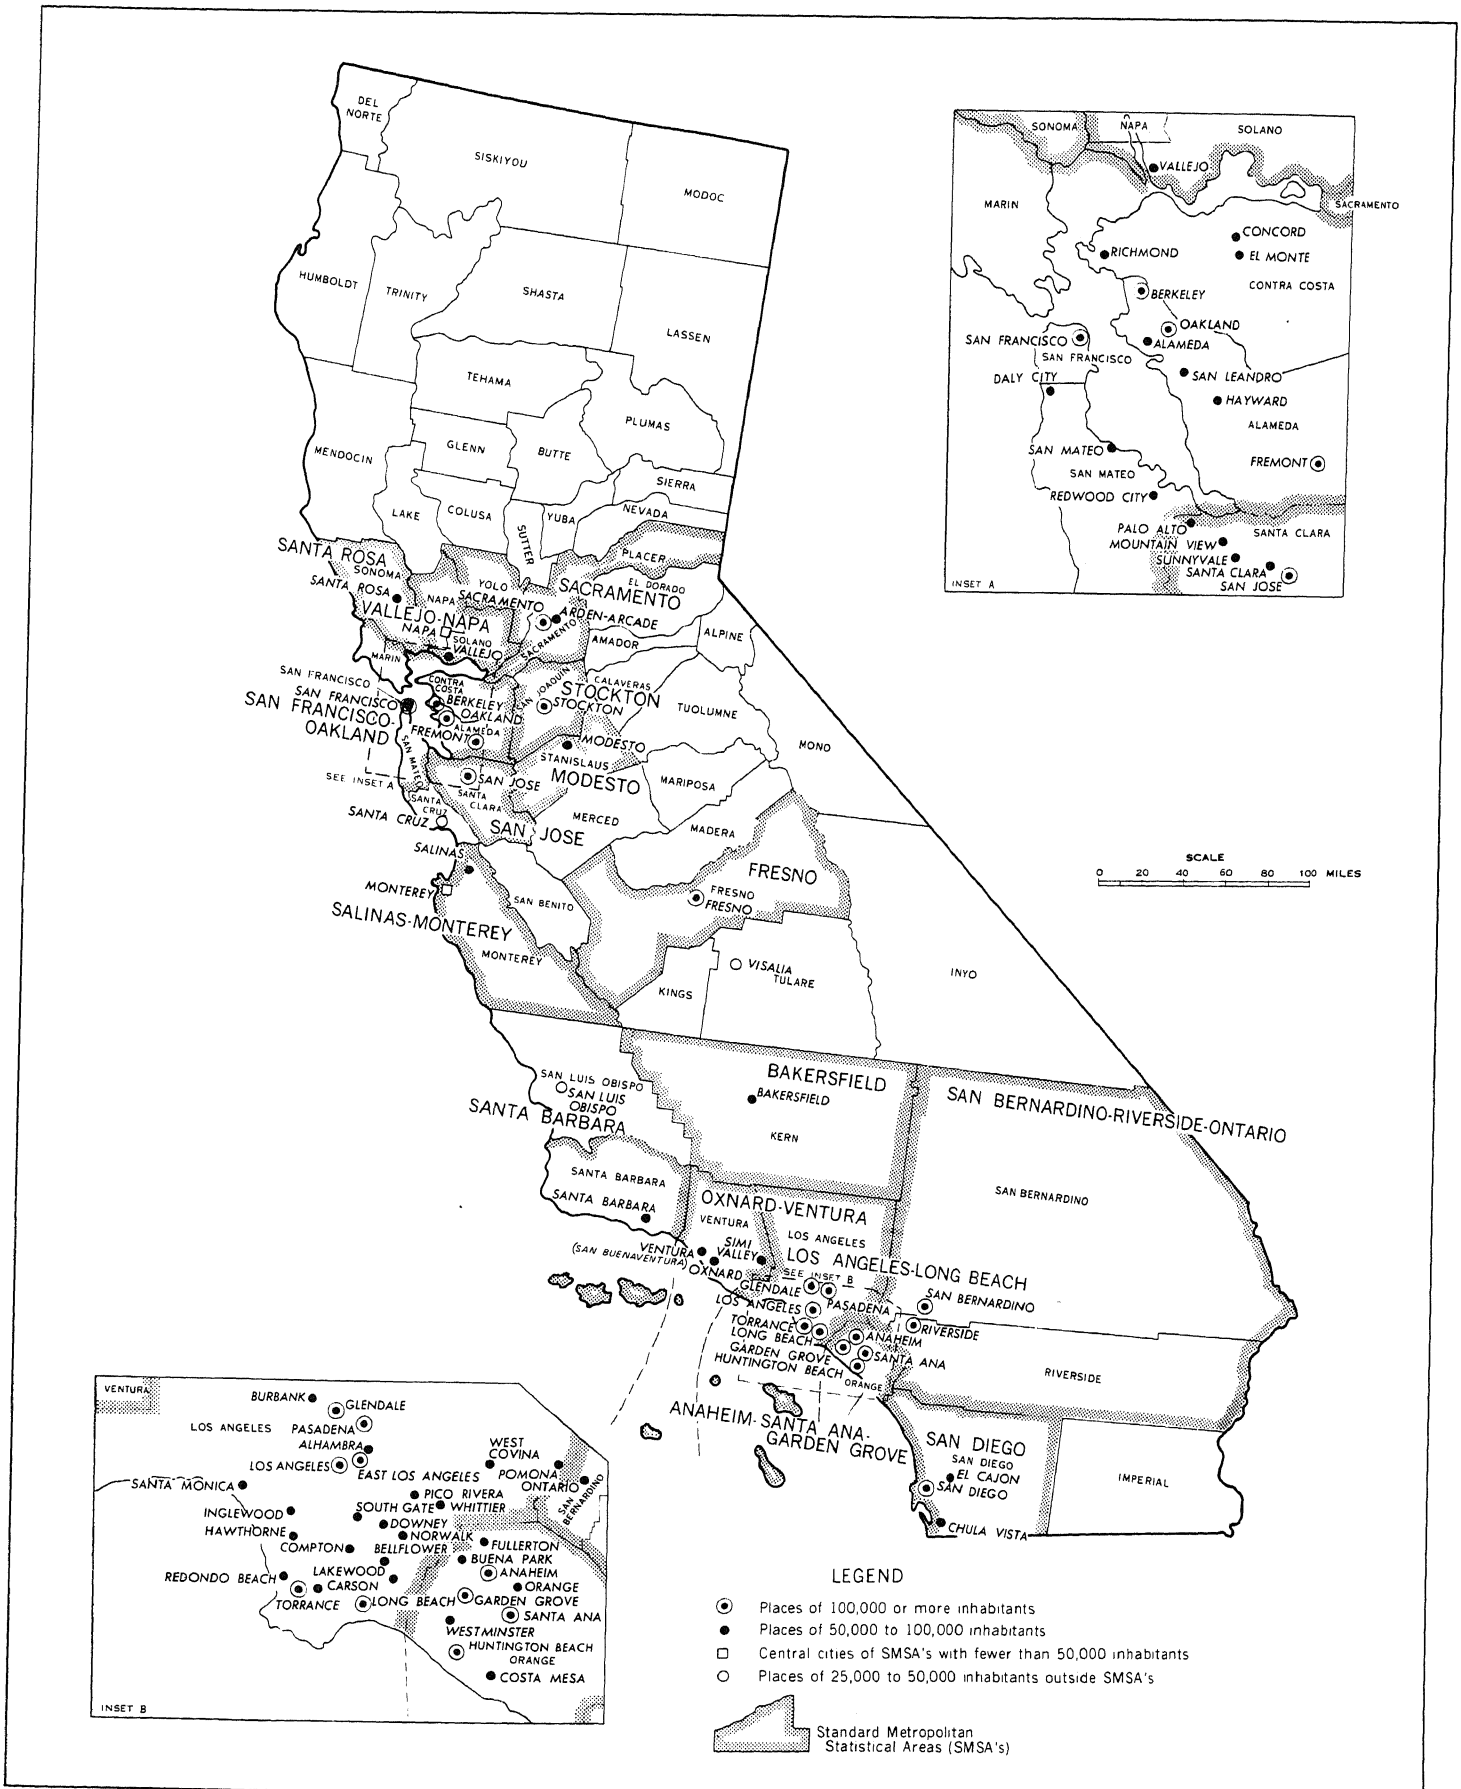 DEL
NORTE
SISKIYOU
MODOC
HUMBOLDT
TRINITY
SHASTA
LASSEN
TEHAMA
PLUMAS
MENDOCIN
GLENN
BUTTE
SIERRA
LAKE
COLUSA
SUTTER
YUBA
NEVADA
PLACER
SANTA ROSA
SONOMA
SANTA ROSA
YOLO
NAPA
SACRAMENTO
EL DORADO
SACRAMENTO
VALLEJO-NAPA
NAPA
SOLANO
VALLEJO
ARDEN-ARCADE
SACRAMENTO
AMADOR
ALPINE
MARIN
SAN FRANCISCO
SAN FRANCISCO
SAN FRANCISCO-
OAKLAND
CONTRA
COSTA
BERKELEY
OAKLAND
ALAMEDA
FREMONT
SAN JOAQUIN
CALAVERAS
STOCKTON
STOCKTON
TUOLUMNE
MONO
SAN MATEO
SEE INSET A
SAN JOSE
MODESTO
STANISLAUS
MODESTO
MARIPOSA
SANTA
CRUZ
SANTA
CLARA
SANTA CRUZ
SAN JOSE
MERCED
MADERA
SALINAS
MONTEREY
SALINAS-MONTEREY
SAN BENITO
MONTEREY
FRESNO
FRESNO
FRESNO
VISALIA
TULARE
KINGS
INYO
SAN LUIS OBISPO
SAN LUIS
OBISPO
BAKERSFIELD
BAKERSFIELD
KERN
SAN BERNARDINO-RIVERSIDE-ONTARIO
SAN BERNARDINO
SANTA BARBARA
SANTA BARBARA
SANTA BARBARA
OXNARD-VENTURA
VENTURA
LOS ANGELES
SIMI
VALLEY
VENTURA
(SAN BUENAVENTURA)
OXNARD
LOS ANGELES-LONG BEACH
SEE INSET B
GLENDALE
PASADENA
LOS ANGELES
TORRANCE
LONG BEACH
GARDEN GROVE
HUNTINGTON BEACH
ANAHEIM
SANTA ANA
ORANGE
SAN BERNARDINO
RIVERSIDE
RIVERSIDE
ANAHEIM-SANTA ANA-
GARDEN GROVE
SAN DIEGO
SAN DIEGO
EL CAJON
SAN DIEGO
CHULA VISTA
IMPERIAL
SONOMA
NAPA
SOLANO
VALLEJO
MARIN
SACRAMENTO
CONCORD
RICHMOND
EL MONTE
CONTRA COSTA
BERKELEY
OAKLAND
SAN FRANCISCO
ALAMEDA
SAN FRANCISCO
DALY CITY
SAN LEANDRO
HAYWARD
ALAMEDA
SAN MATEO
FREMONT
SAN MATEO
REDWOOD CITY
PALO ALTO
SANTA CLARA
MOUNTAIN VIEW
SUNNYVALE
SANTA CLARA
SAN JOSE
INSET A
SCALE
0 20 40 60 80 100 MILES
VENTURA
BURBANK
GLENDALE
LOS ANGELES
PASADENA
ALHAMBRA
LOS ANGELES
EAST LOS ANGELES
WEST
COVINA
POMONA
ONTARIO
SAN
BERNARDINO
SANTA MONICA
PICO RIVERA
INGLEWOOD
SOUTH GATE
WHITTIER
DOWNEY
HAWTHORNE
NORWALK
COMPTON
BELLFLOWER
FULLERTON
BUENA PARK
REDONDO BEACH
LAKEWOOD
ANAHEIM
CARSON
ORANGE
TORRANCE
LONG BEACH
GARDEN GROVE
SANTA ANA
WESTMINSTER
HUNTINGTON BEACH
ORANGE
COSTA MESA
INSET B
LEGEND
Places of 100,000 or more inhabitants
Places of 50,000 to 100,000 inhabitants
Central cities of SMSA's with fewer than 50,000 inhabitants
Places of 25,000 to 50,000 inhabitants outside SMSA's
Standard Metropolitan
Statistical Areas (SMSA's)